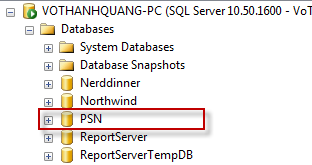 VOTHANHQUANG-PC (SQL Server 10.50.1600 - VoT
Databases
System Databases
Database Snapshots
Nerddinner
Northwind
PSN
ReportServer
ReportServerTempDB